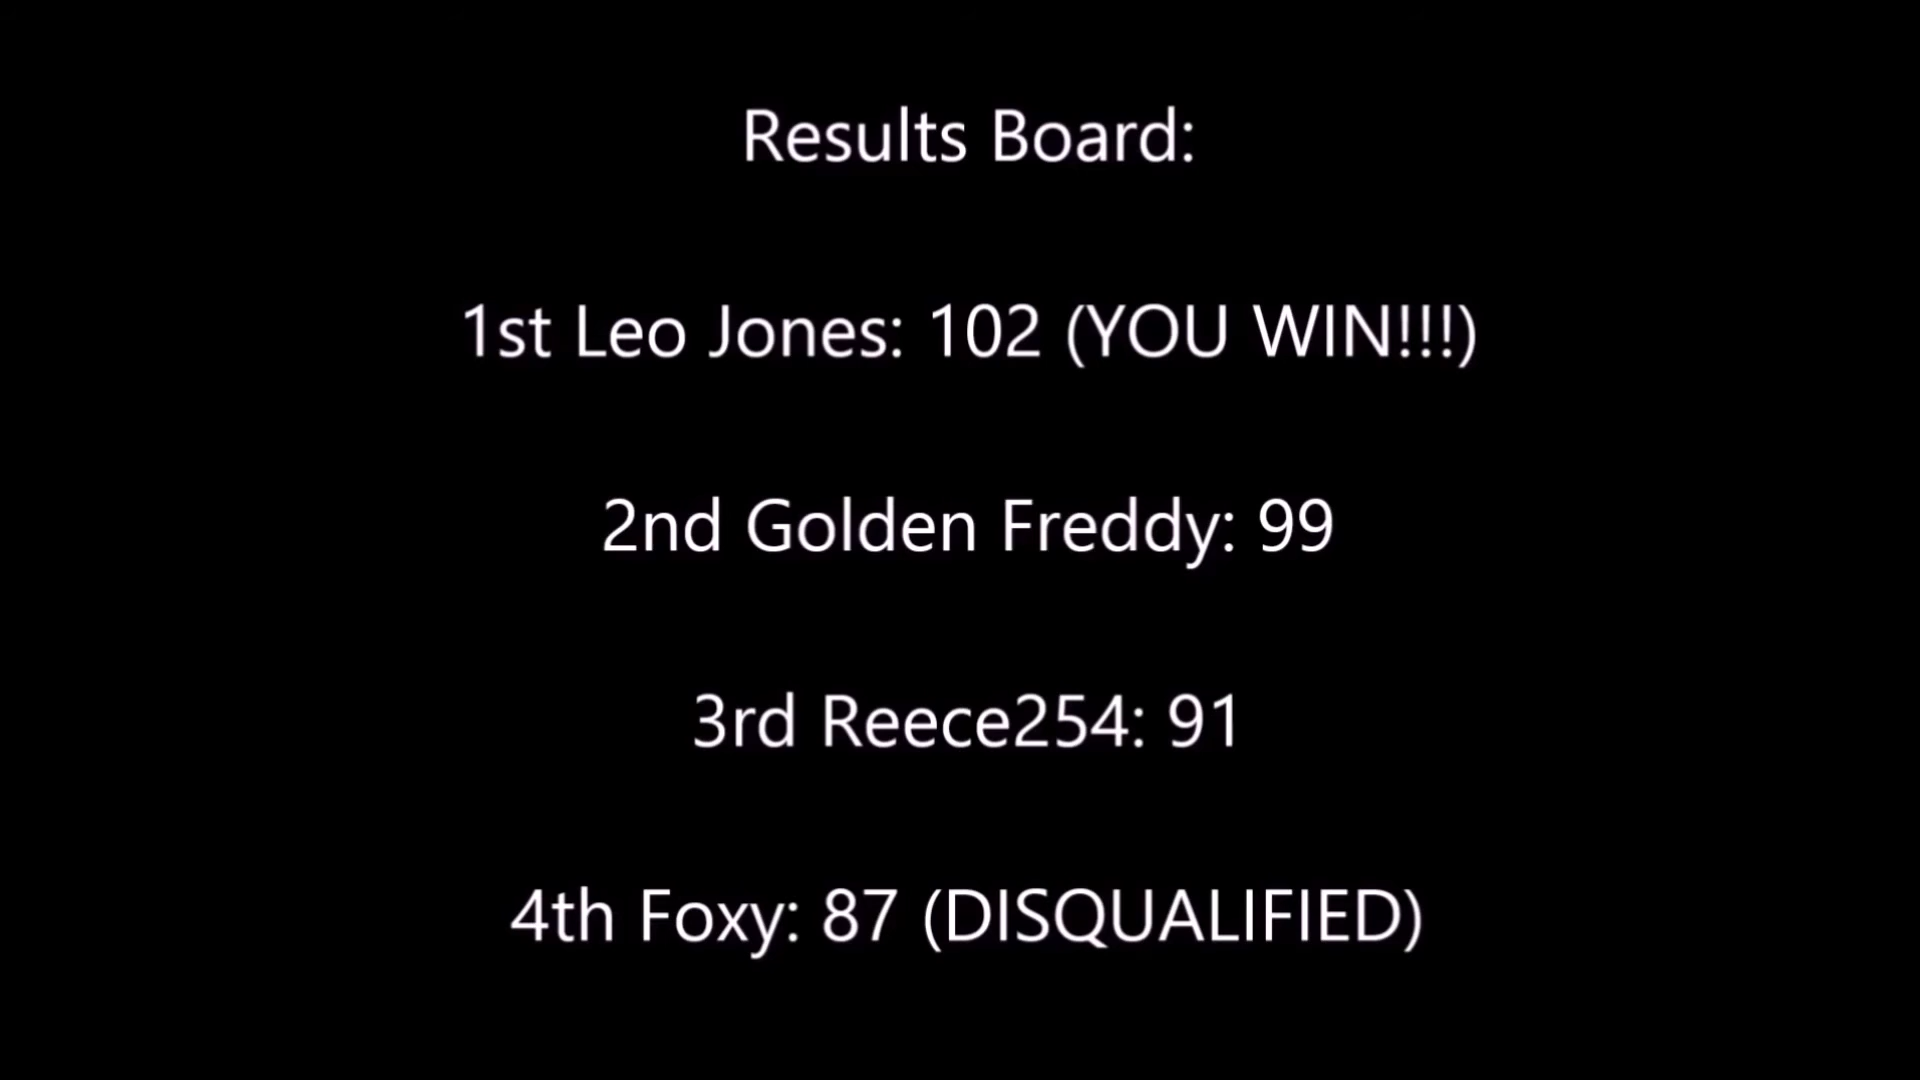 Results Board:
1st Leo Jones: 102 (YOU WIN!!!)
2nd Golden Freddy: 99
3rd Reece254: 91
4th Foxy: 87 (DISQUALIFIED)